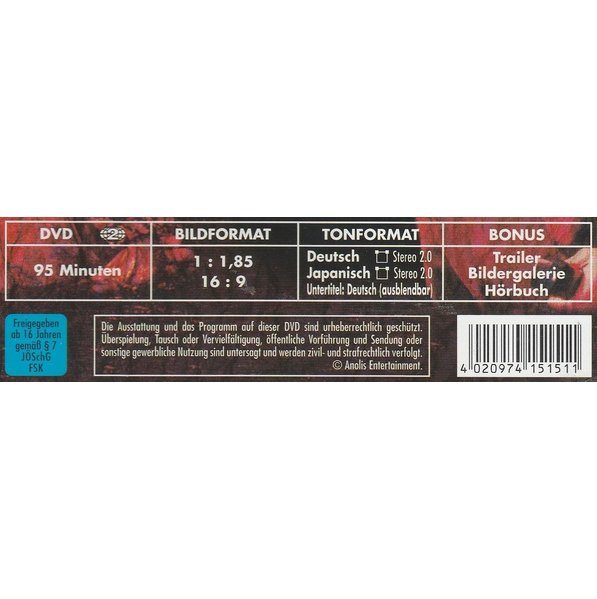 DVD 2
95 Minuten
BILDFORMAT
1 : 1,85
16 : 9
TONFORMAT
Deutsch Stereo 2.0
Japanisch Stereo 2.0
Untertitel: Deutsch (ausblendbar)
BONUS
Trailer
Bildergalerie
Hörbuch
Freigegeben
ab 16 Jahren
gemäß § 7
JÖSchG
FSK
Die Ausstattung und das Programm auf dieser DVD sind urheberrechtlich geschützt.
Überspielung, Tausch oder Vervielfältigung, öffentliche Vorführung und Sendung oder
sonstige gewerbliche Nutzung sind untersagt und werden zivil- und strafrechtlich verfolgt.
© Anolis Entertainment.
4 020974 151511